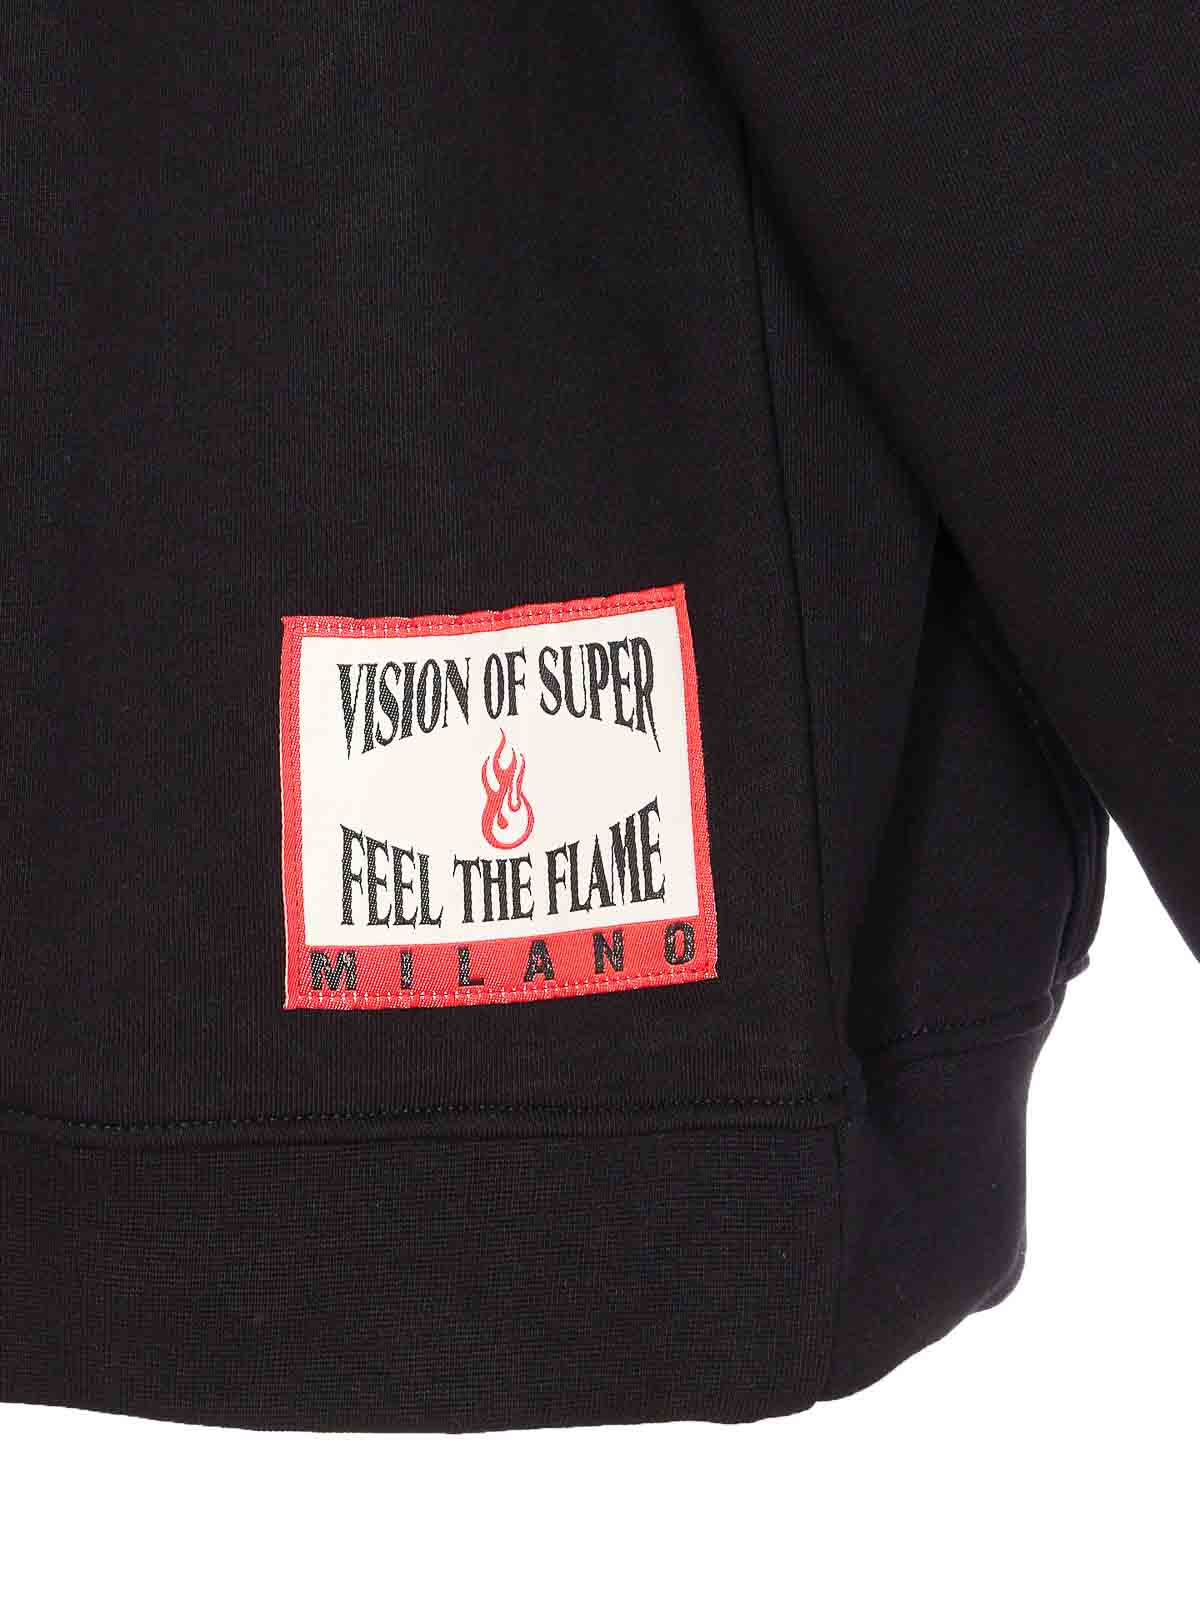 VISION OF SUPER
FEEL THE FLAME
MILANO